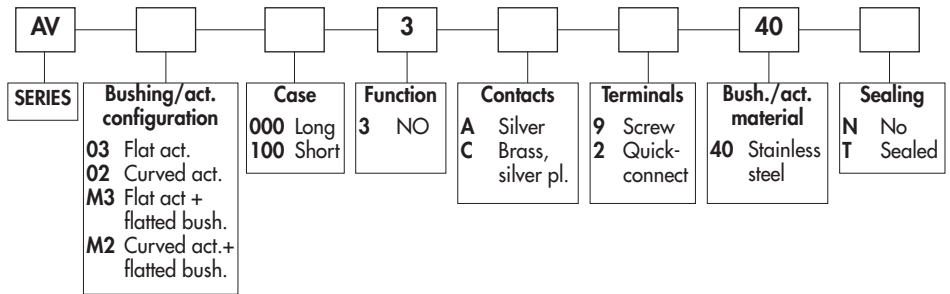 AV 3 40
SERIES
Bushing/act.
configuration
03 Flat act.
02 Curved act.
M3 Flat act +
flatted bush.
M2 Curved act.+
flatted bush.
Case
000 Long
100 Short
Function
3 NO
Contacts
A Silver
C Brass,
silver pl.
Terminals
9 Screw
2 Quick-
connect
Bush./act.
material
40 Stainless
steel
Sealing
N No
T Sealed